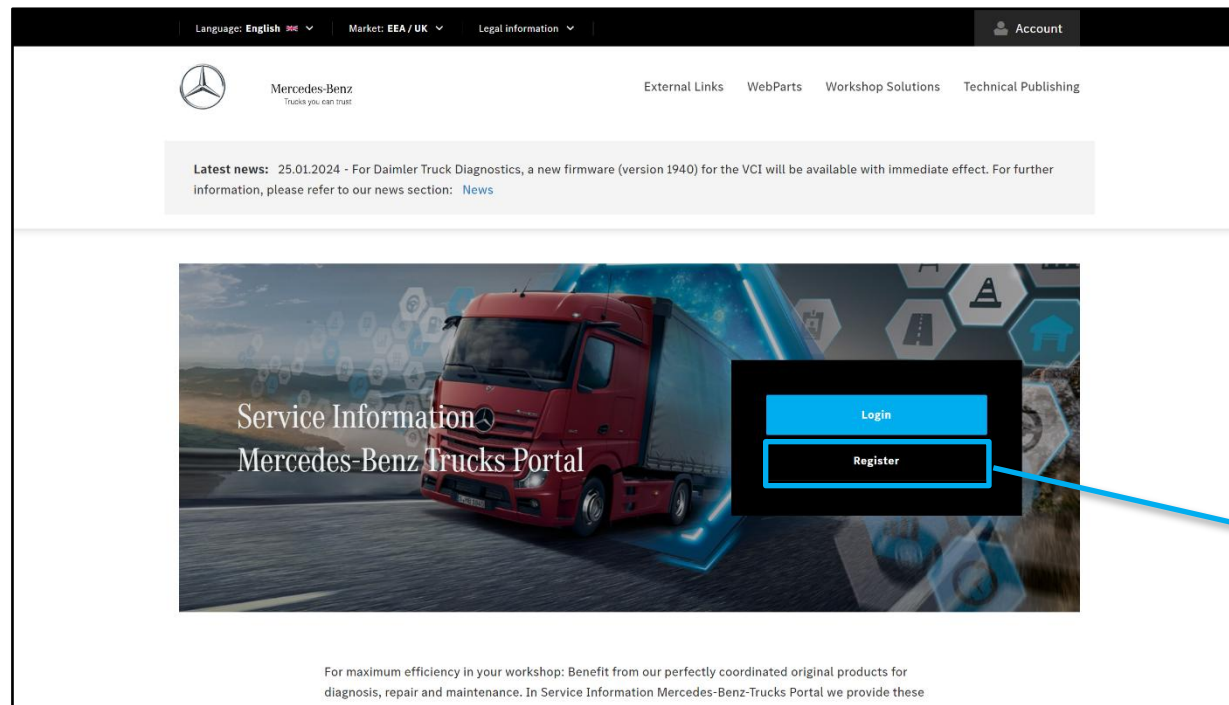 Language: English
Market: EEA / UK
Legal information
Account
Mercedes-Benz
Trucks you can trust
External Links
WebParts
Workshop Solutions
Technical Publishing
Latest news: 25.01.2024 - For Daimler Truck Diagnostics, a new firmware (version 1940) for the VCI will be available with immediate effect. For further
information, please refer to our news section: News
Service Information
Mercedes-Benz Trucks Portal
Login
Register
For maximum efficiency in your workshop: Benefit from our perfectly coordinated original products for
diagnosis, repair and maintenance. In Service Information Mercedes-Benz-Trucks Portal we provide these